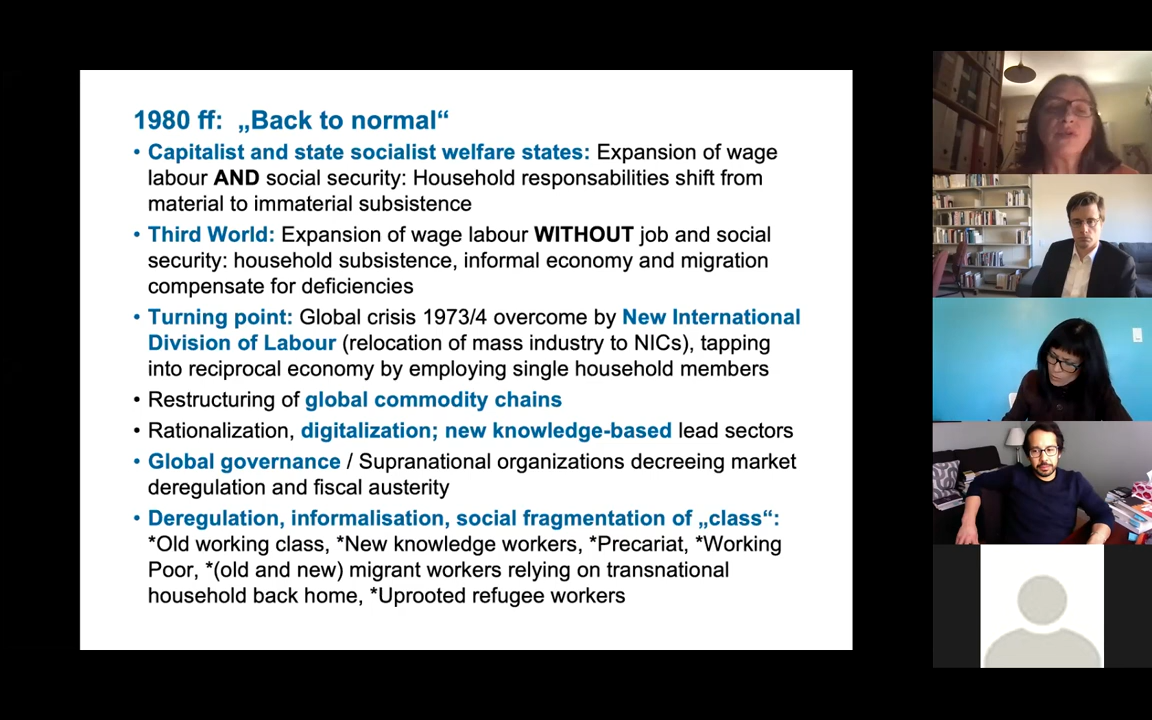 1980 ff: „Back to normal“
• Capitalist and state socialist welfare states: Expansion of wage
labour AND social security: Household responsabilities shift from
material to immaterial subsistence
• Third World: Expansion of wage labour WITHOUT job and social
security: household subsistence, informal economy and migration
compensate for deficiencies
• Turning point: Global crisis 1973/4 overcome by New International
Division of Labour (relocation of mass industry to NICs), tapping
into reciprocal economy by employing single household members
• Restructuring of global commodity chains
• Rationalization, digitalization; new knowledge-based lead sectors
• Global governance / Supranational organizations decreeing market
deregulation and fiscal austerity
• Deregulation, informalisation, social fragmentation of „class“:
*Old working class, *New knowledge workers, *Precariat, *Working
Poor, *(old and new) migrant workers relying on transnational
household back home, *Uprooted refugee workers